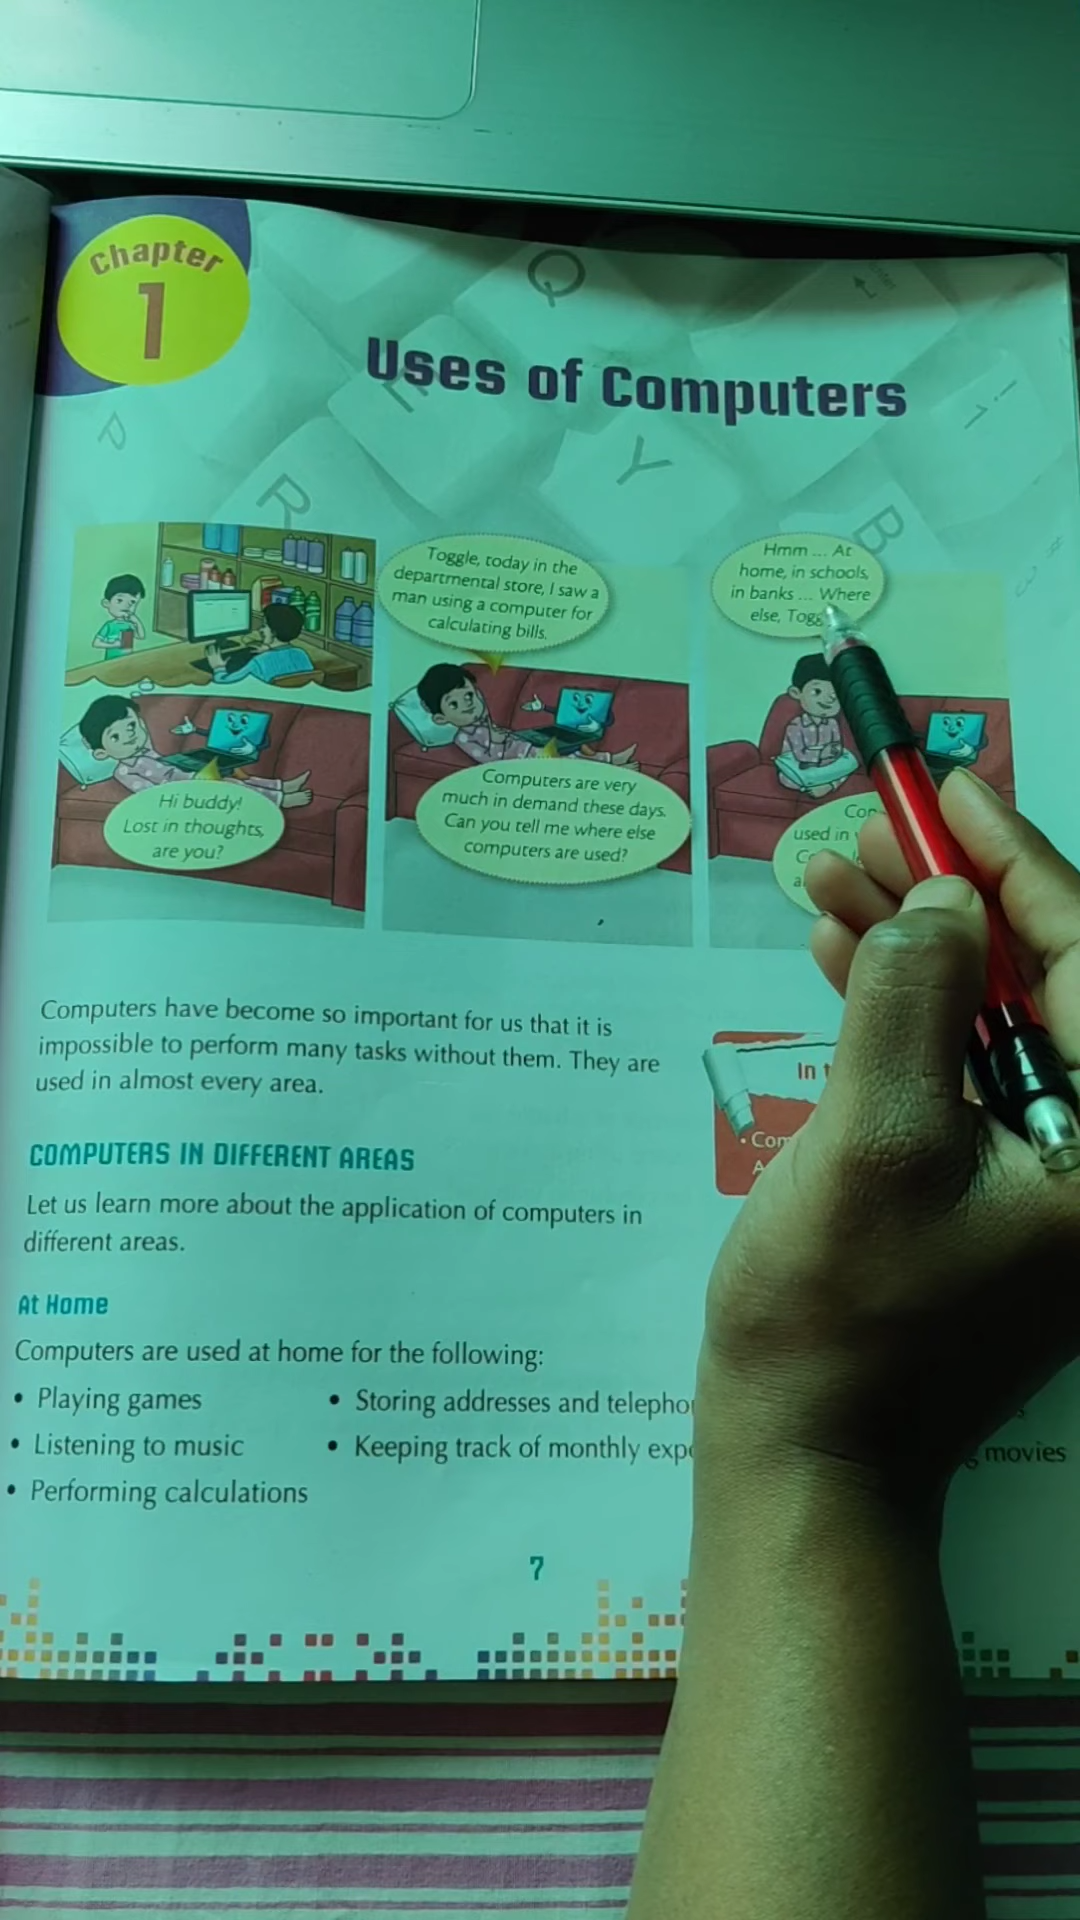 Chapter
1
Uses of Computers
Toggle, today in the
departmental store, I saw a
man using a computer for
calculating bills.
Hmm ... At
home, in schools,
in banks ... Where
else,
Hi buddy!
Lost in thoughts,
are you?
Computers are very
much in demand these days.
Can you tell me where else
computers are used?
used in
Computers have become so important for us that it is
impossible to perform many tasks without them. They are
used in almost every area.
In
COMPUTERS IN DIFFERENT AREAS
Let us learn more about the application of computers in
different areas.
At Home
Computers are used at home for the following:
• Playing games
• Storing addresses and
• Listening to music
• Keeping track of monthly
movies
• Performing calculations
7